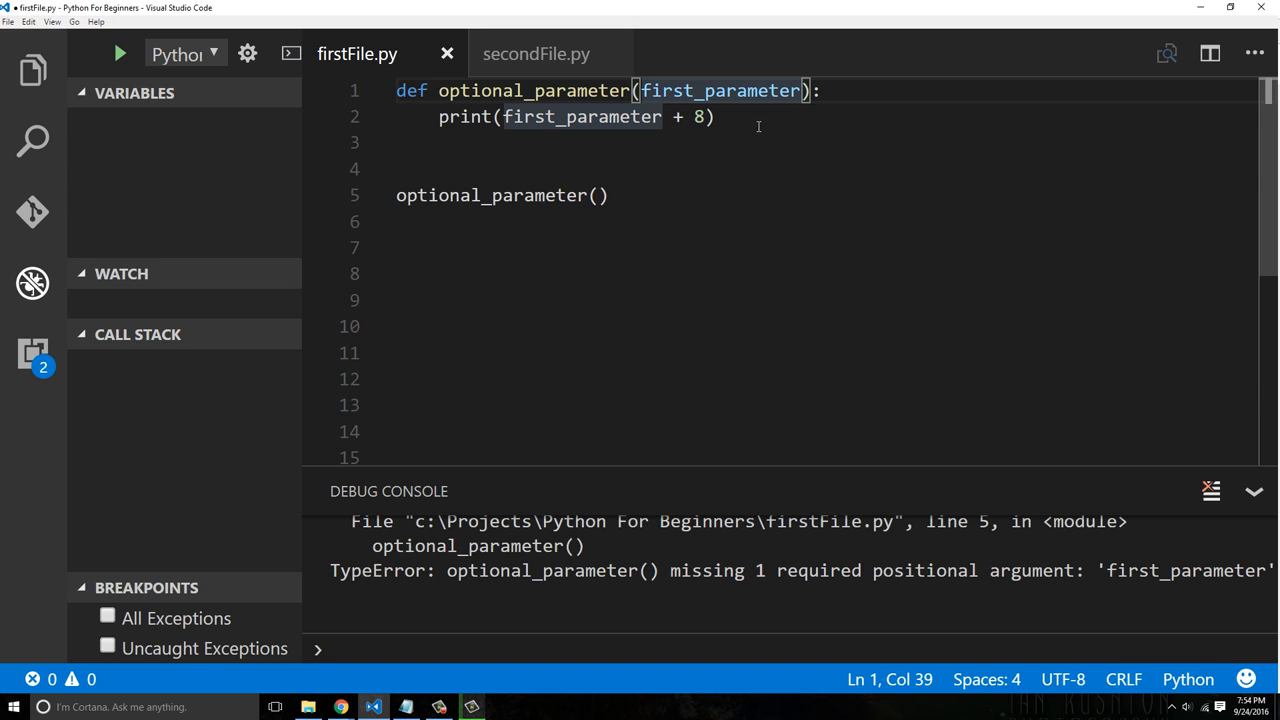 firstFile.py - Python For Beginners - Visual Studio Code
File Edit View Go Help
Python
firstFile.py
secondFile.py
VARIABLES
WATCH
CALL STACK
2
BREAKPOINTS
All Exceptions
Uncaught Exceptions
1 def optional_parameter(first_parameter):
2 print(first_parameter + 8)
3
4
5 optional_parameter()
6
7
8
9
10
11
12
13
14
15
DEBUG CONSOLE
File "c:\Projects\Python For Beginners\firstFile.py", line 5, in <module>
optional_parameter()
TypeError: optional_parameter() missing 1 required positional argument: 'first_parameter'
0 0 Ln 1, Col 39 Spaces: 4 UTF-8 CRLF Python
I'm Cortana. Ask me anything.
7:54 PM
9/24/2016